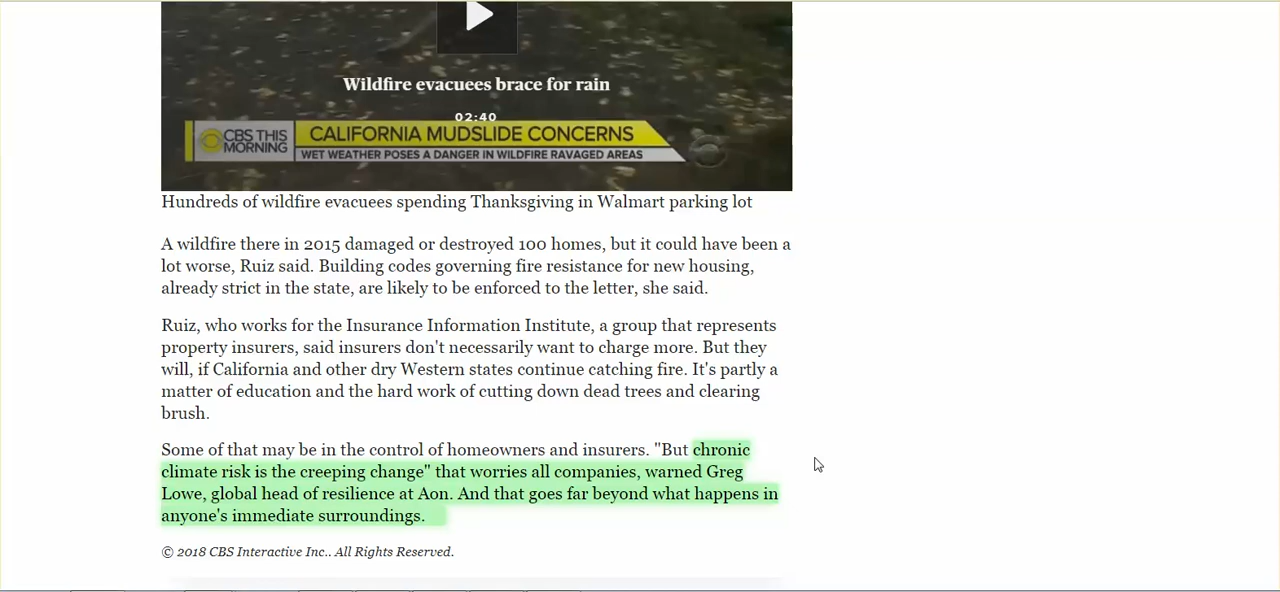 Wildfire evacuees brace for rain
02:40
CBS THIS
MORNING
CALIFORNIA MUDSLIDE CONCERNS
WET WEATHER POSES A DANGER IN WILDFIRE RAVAGED AREAS
Hundreds of wildfire evacuees spending Thanksgiving in Walmart parking lot
A wildfire there in 2015 damaged or destroyed 100 homes, but it could have been a
lot worse, Ruiz said. Building codes governing fire resistance for new housing,
already strict in the state, are likely to be enforced to the letter, she said.
Ruiz, who works for the Insurance Information Institute, a group that represents
property insurers, said insurers don't necessarily want to charge more. But they
will, if California and other dry Western states continue catching fire. It's partly a
matter of education and the hard work of cutting down dead trees and clearing
brush.
Some of that may be in the control of homeowners and insurers. "But chronic
climate risk is the creeping change" that worries all companies, warned Greg
Lowe, global head of resilience at Aon. And that goes far beyond what happens in
anyone's immediate surroundings.
© 2018 CBS Interactive Inc.. All Rights Reserved.